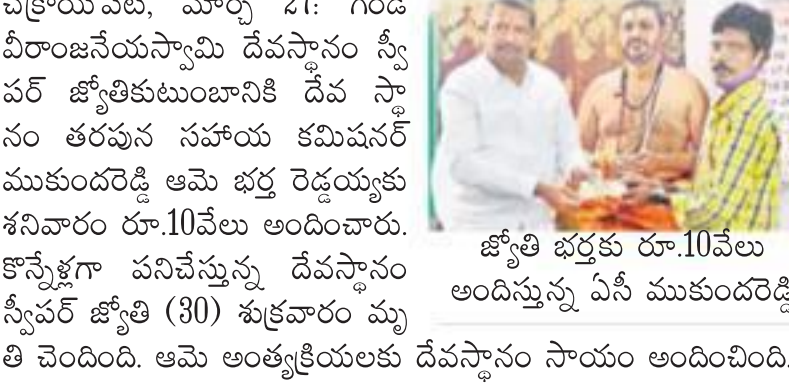 చక్రాయపేట, మార్చి 27: గండి
వీరాంజనేయస్వామి దేవస్థానం స్వీ
పర్ జ్యోతికుటుంబానికి దేవ స్థా
నం తరపున సహాయ కమిషనర్
ముకుందరెడ్డి ఆమె భర్త రెడ్డయ్యకు
శనివారం రూ.10వేలు అందించారు.
కొన్నేళ్లగా పనిచేస్తున్న దేవస్థానం
స్వీపర్ జ్యోతి (30) శుక్రవారం మృ
తి చెందింది. ఆమె అంత్యక్రియలకు దేవస్థానం సాయం అందించింది.
జ్యోతి భర్తకు రూ.10వేలు
అందిస్తున్న ఏసీ ముకుందరెడ్డి